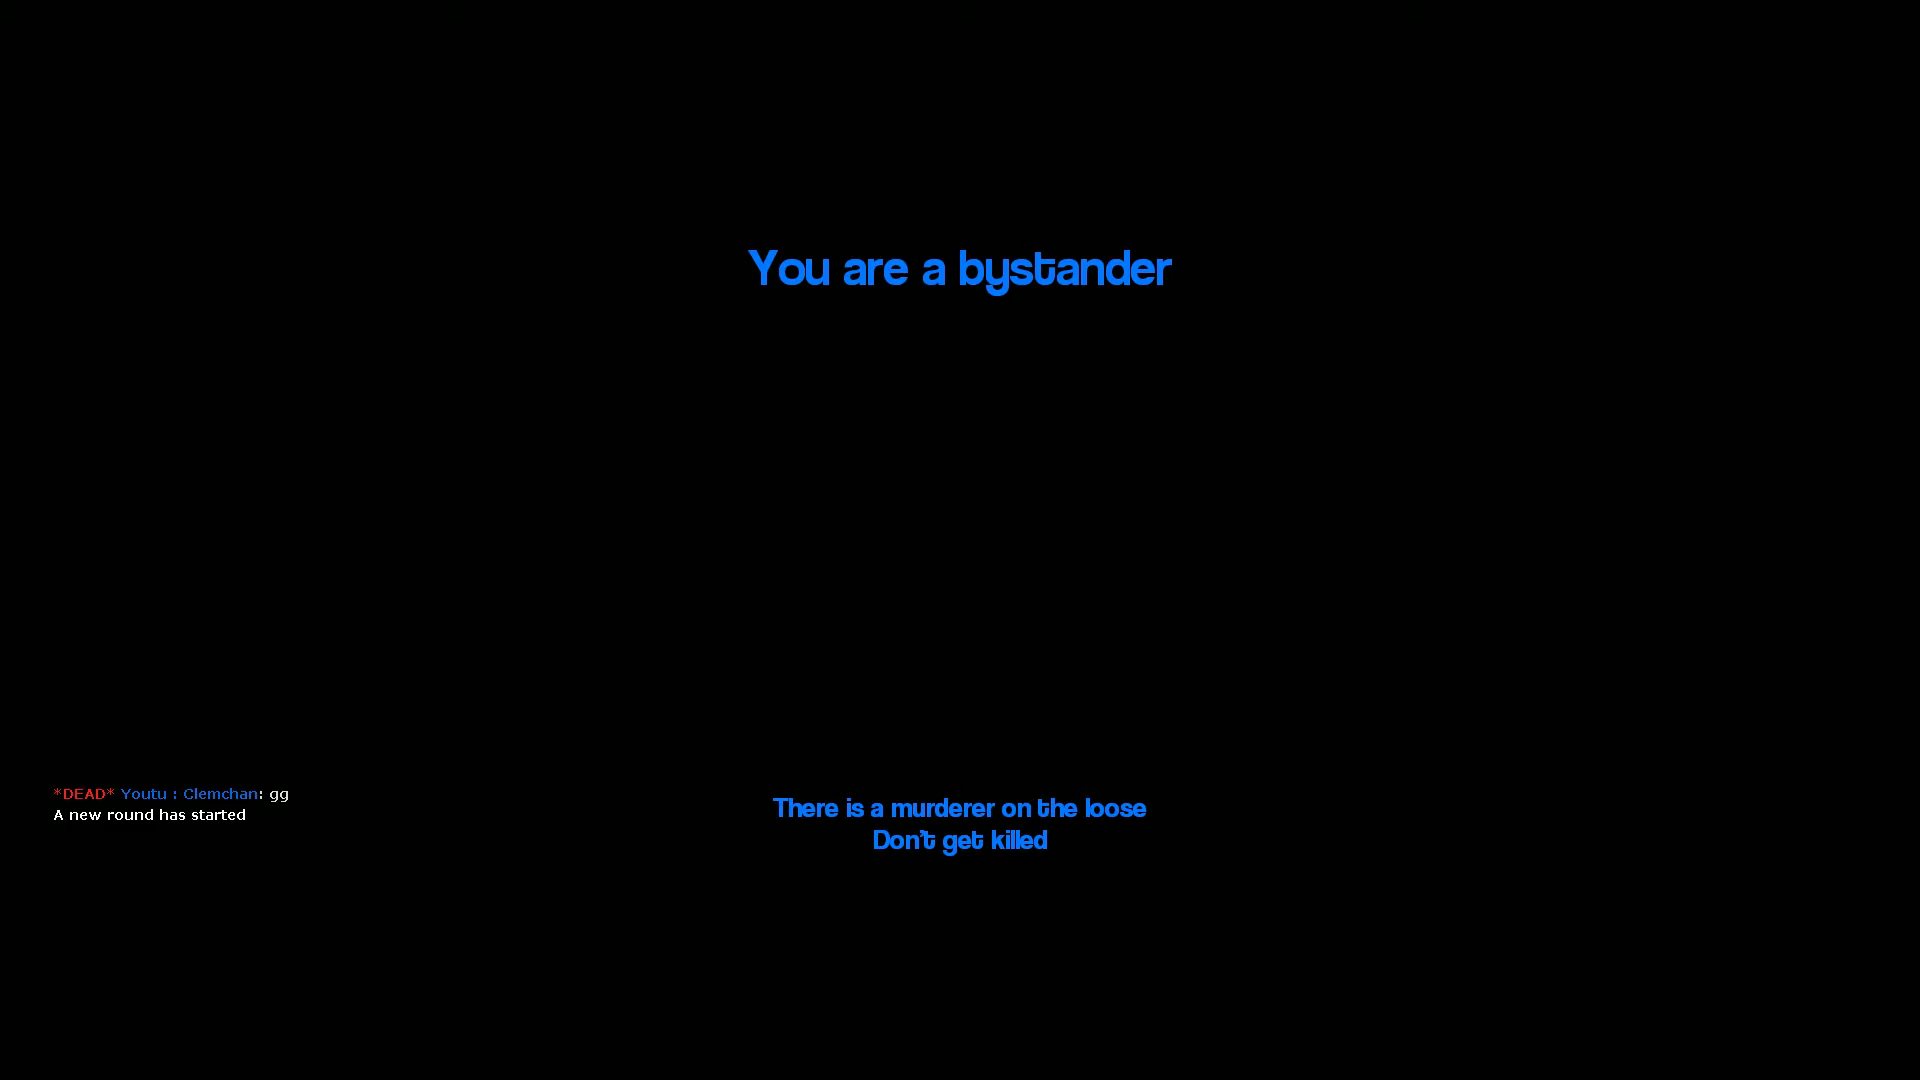 You are a bystander
*DEAD* Youtu : Clemchan: gg
A new round has started
There is a murderer on the loose
Don't get killed